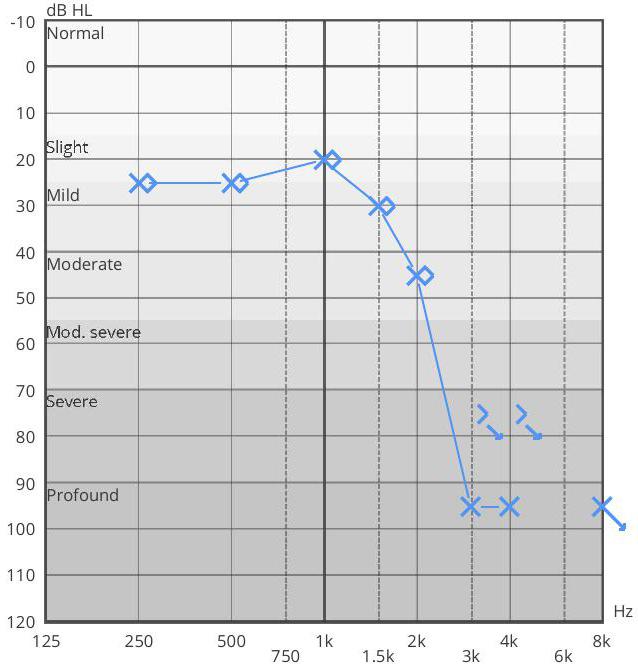 dB HL
-10
Normal
0
10
Slight
20
Mild
30
40
Moderate
50
Mod. severe
60
70
Severe
80
90
Profound
100
110
120
Hz
125 250 500 1k 2k 4k 8k
750 1.5k 3k 6k